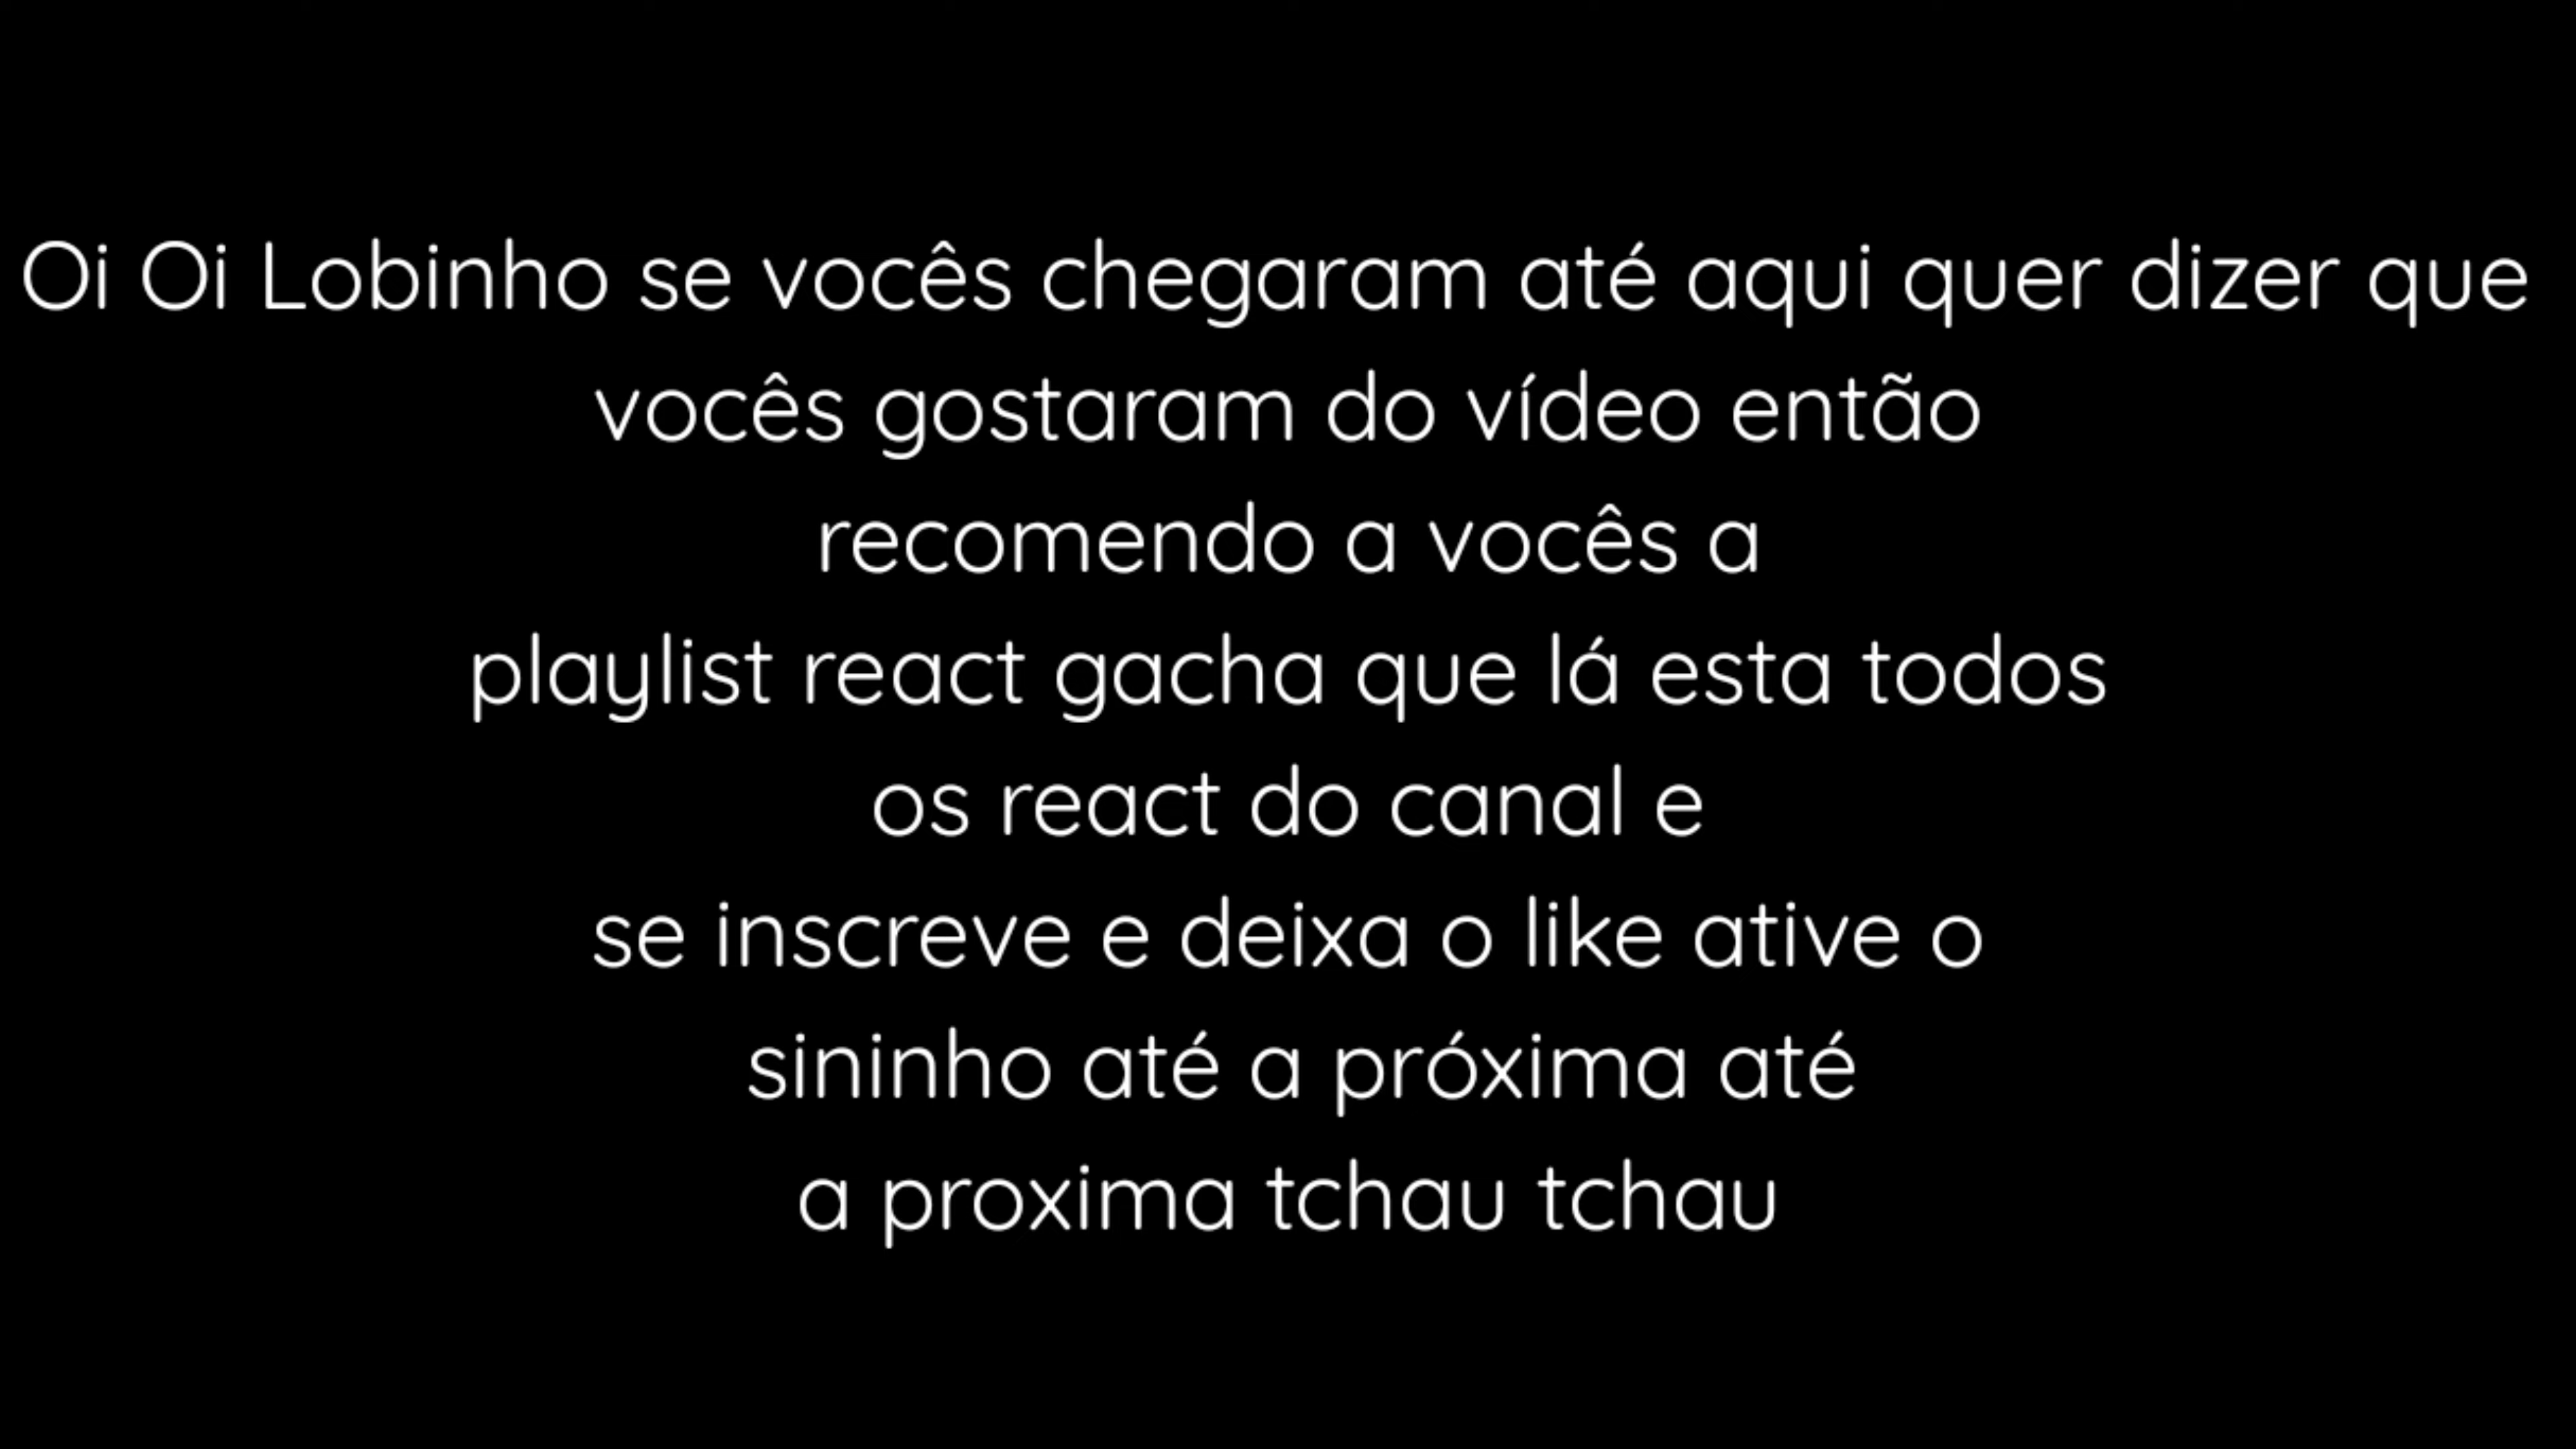 Oi Oi Lobinho se vocês chegaram até aqui quer dizer que
vocês gostaram do vídeo então
recomendo a vocês a
playlist react gacha que lá esta todos
os react do canal e
se inscreve e deixa o like ative o
sininho até a próxima até
a proxima tchau tchau